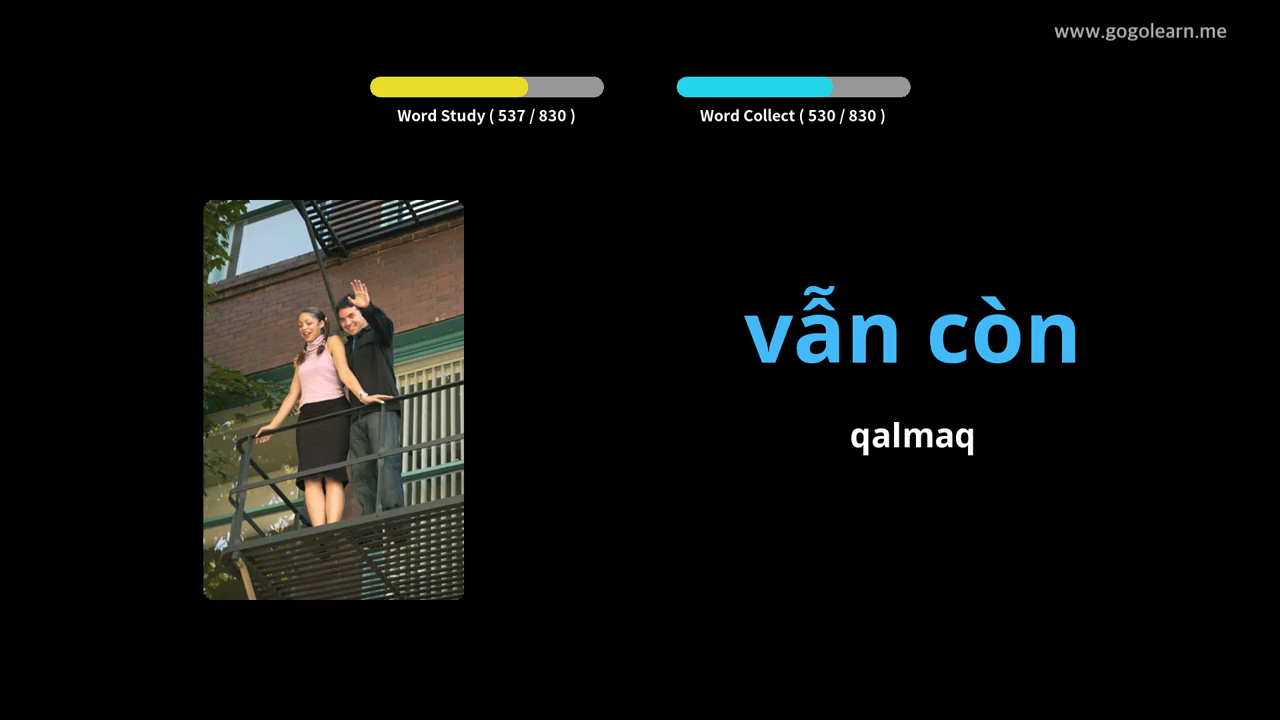 www.gogolearn.me
Word Study ( 537 / 830 )
Word Collect ( 530 / 830 )
vẫn còn
qalmaq